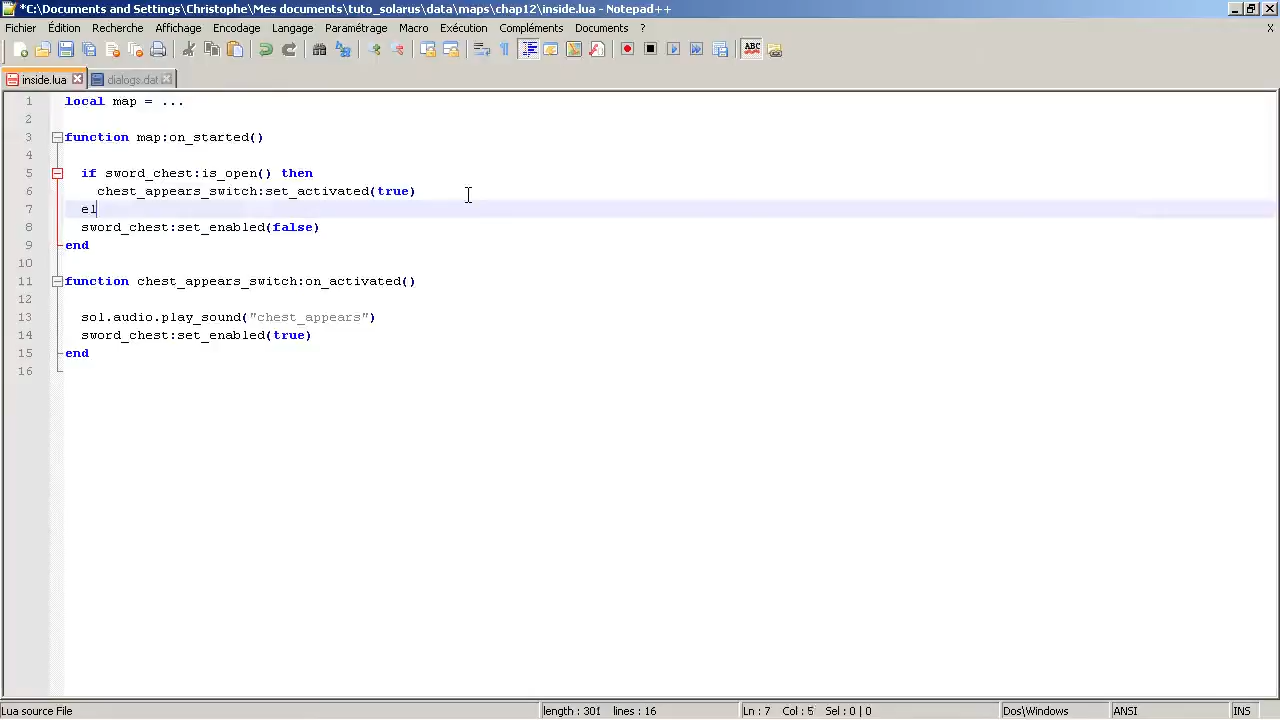 *C:\Documents and Settings\Christophe\Mes documents\tuto_solarus\data\maps\chap12\inside.lua - Notepad++
Fichier Édition Recherche Affichage Encodage Langage Paramétrage Macro Exécution Compléments Documents ? X
ABC
inside.lua dialogs.dat
1 local map = ...
2
3 function map:on_started()
4
5 if sword_chest:is_open() then
6 chest_appears_switch:set_activated(true)
7 el
8 sword_chest:set_enabled(false)
9 end
10
11 function chest_appears_switch:on_activated()
12
13 sol.audio.play_sound("chest_appears")
14 sword_chest:set_enabled(true)
15 end
16
Lua source File length : 301 lines : 16 Ln : 7 Col : 5 Sel : 0 | 0 Dos\Windows ANSI INS